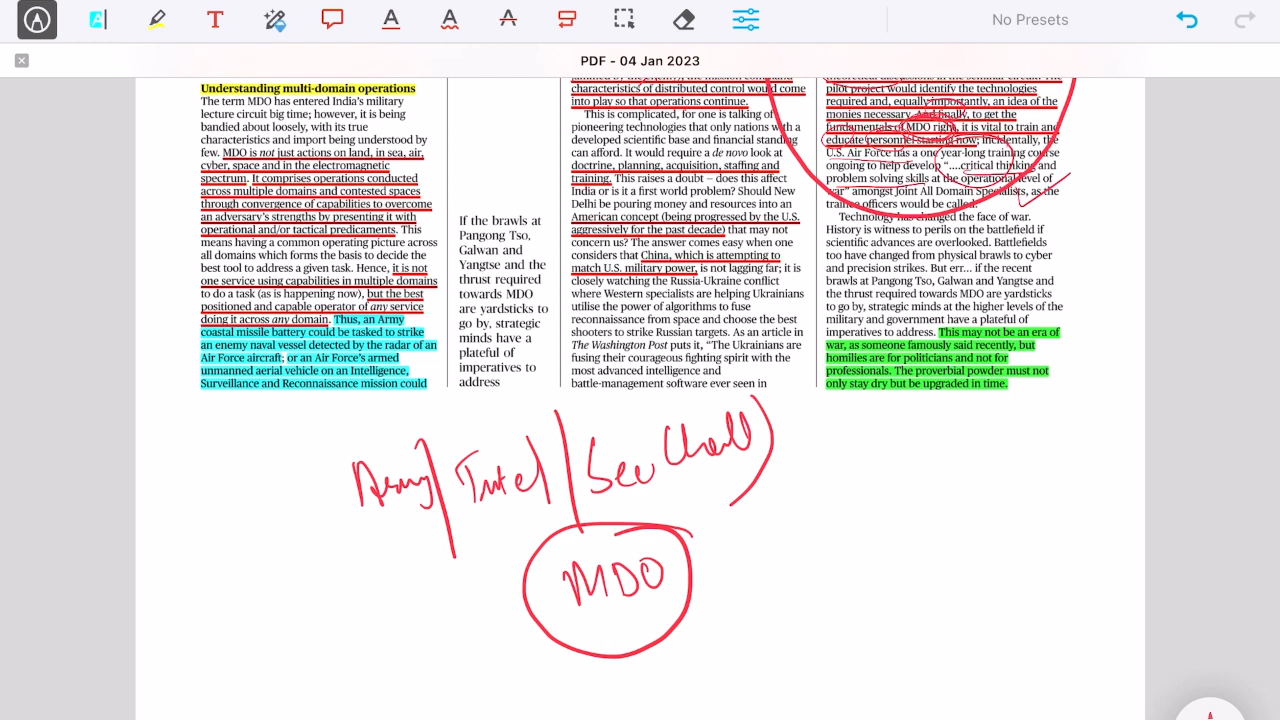 No Presets
PDF - 04 Jan 2023
Understanding multi-domain operations
The term MDO has entered India's military
lecture circuit big time; however, it is being
bandied about loosely, with its true
characteristics and import being understood by
few. MDO is not just actions on land, in sea, air,
cyber, space and in the electromagnetic
spectrum. It comprises operations conducted
across multiple domains and contested spaces
through convergence of capabilities to overcome
an adversary's strengths by presenting it with
operational and/or tactical predicaments. This
means having a common operating picture across
all domains which forms the basis to decide the
best tool to address a given task. Hence, it is not
one service using capabilities in multiple domains
to do a task (as is happening now), but the best
positioned and capable operator of any service
doing it across any domain. Thus, an Army
coastal missile battery could be tasked to strike
an enemy naval vessel detected by the radar of an
Air Force aircraft; or an Air Force's armed
unmanned aerial vehicle on an Intelligence,
Surveillance and Reconnaissance mission could
If the brawls at
Pangong Tso,
Galwan and
Yangtse and the
thrust required
towards MDO
are yardsticks to
go by, strategic
minds have a
plateful of
imperatives to
address
jammed by the enemy), the mission command
characteristics of distributed control would come
into play so that operations continue.
This is complicated, for one is talking of
pioneering technologies that only nations with a
developed scientific base and financial standing
can afford. It would require a de novo look at
doctrine, planning, acquisition, staffing and
training. This raises a doubt – does this affect
India or is it a first world problem? Should New
Delhi be pouring money and resources into an
American concept (being progressed by the U.S.
aggressively for the past decade) that may not
concern us? The answer comes easy when one
considers that China, which is attempting to
match U.S. military power, is not lagging far; it is
closely watching the Russia-Ukraine conflict
where Western specialists are helping Ukrainians
utilise the power of algorithms to fuse
reconnaissance from space and choose the best
shooters to strike Russian targets. As an article in
The Washington Post puts it, "The Ukrainians are
fusing their courageous fighting spirit with the
most advanced intelligence and
battle-management software ever seen in
theoretical discussions in the seminar circuit. The
pilot project would identify the technologies
required and, equally importantly, an idea of the
monies necessary. And finally, to get the
fundamentals of MDO right, it is vital to train and
educate personnel starting now; incidentally, the
U.S. Air Force has a one year-long training course
ongoing to help develop "....critical thinking and
problem solving skills at the operational level of
war" amongst Joint All Domain Specialists, as the
trainee officers would be called.
Technology has changed the face of war.
History is witness to perils on the battlefield if
scientific advances are overlooked. Battlefields
too have changed from physical brawls to cyber
and precision strikes. But err... if the recent
brawls at Pangong Tso, Galwan and Yangtse and
the thrust required towards MDO are yardsticks
to go by, strategic minds at the higher levels of the
military and government have a plateful of
imperatives to address. This may not be an era of
war, as someone famously said recently, but
homilies are for politicians and not for
professionals. The proverbial powder must not
only stay dry but be upgraded in time.
Army Intel Sec Chall
MDO